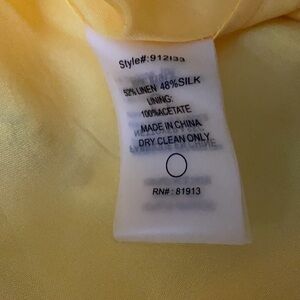 Style#:912133
52% LINEN 48%SILK
LINING:
100%ACETATE
MADE IN CHINA
DRY CLEAN ONLY
RN# : 81913